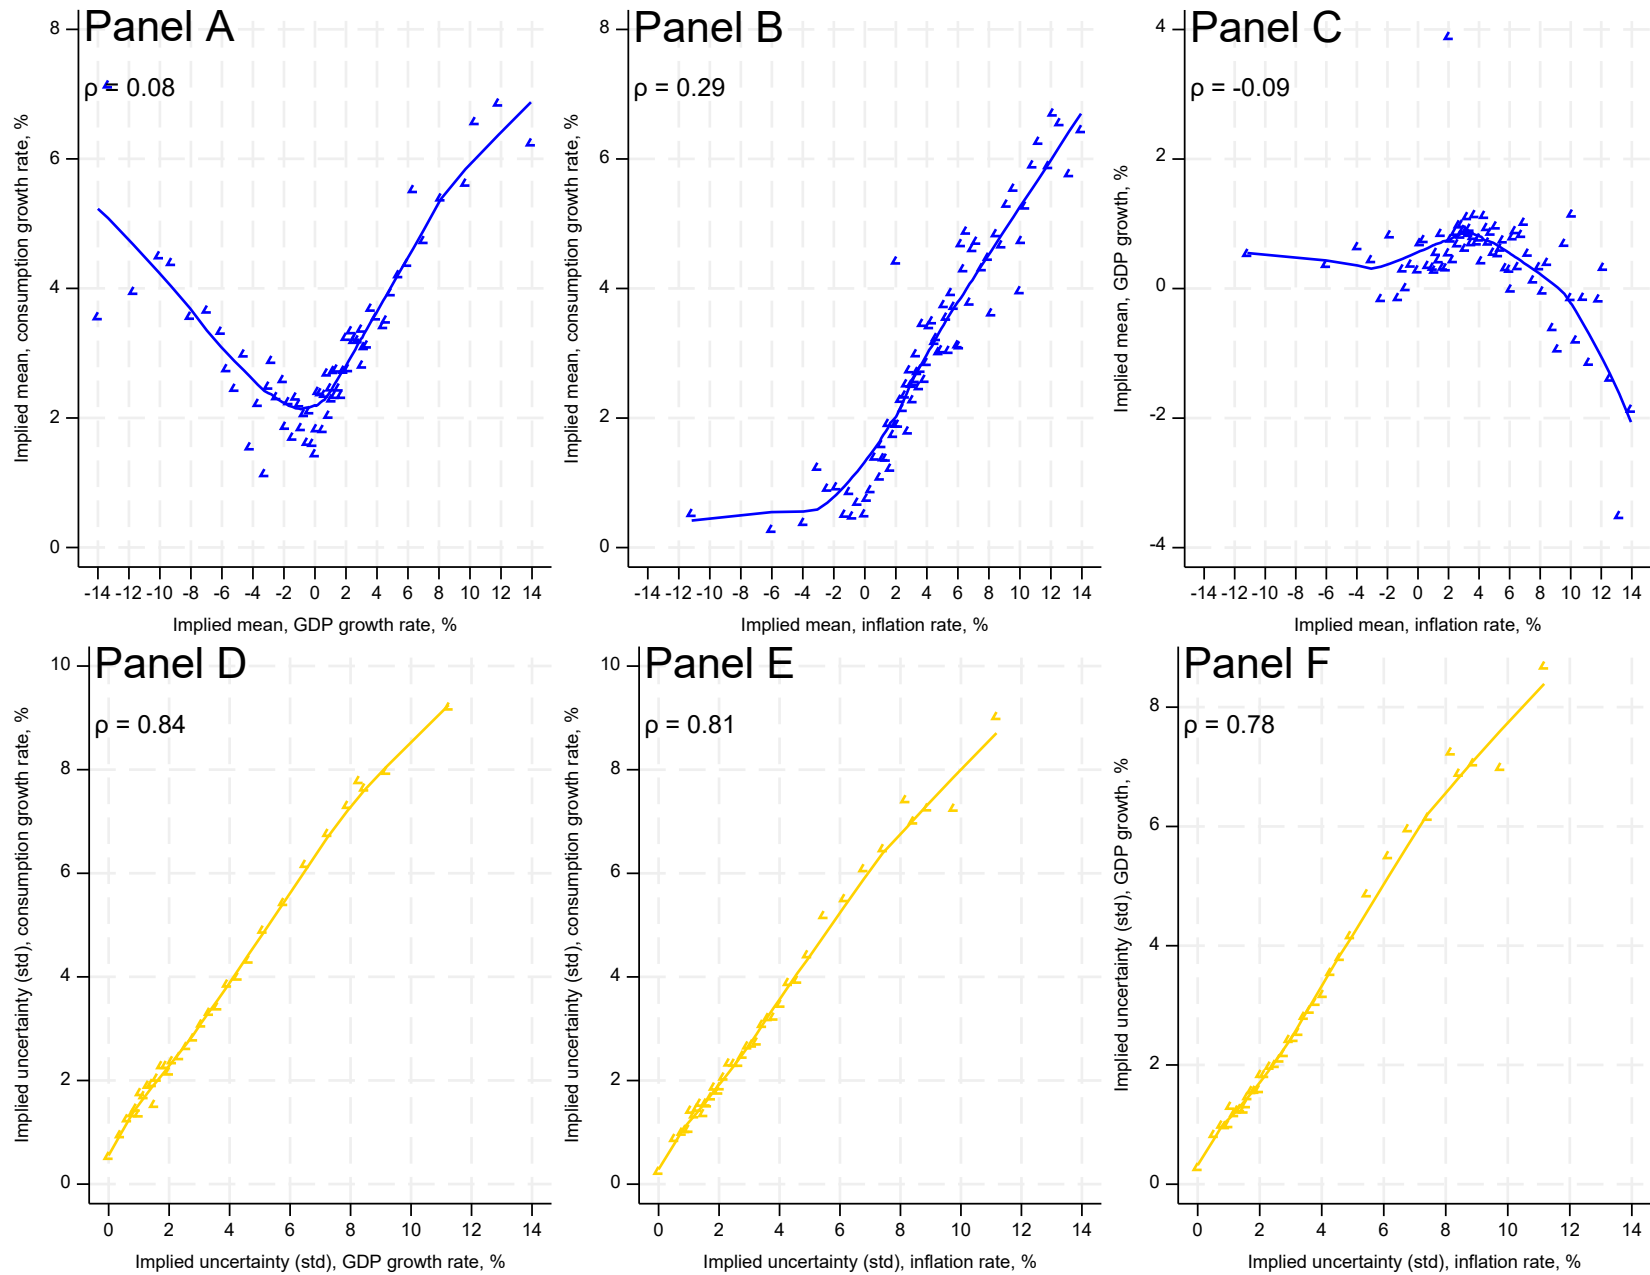 Panel A
ρ = 0.08
8
6
4
2
0
Implied mean, consumption growth rate, %
-14 -12 -10 -8 -6 -4 -2 0 2 4 6 8 10 12 14
Implied mean, GDP growth rate, %
Panel B
ρ = 0.29
8
6
4
2
0
Implied mean, consumption growth rate, %
-14 -12 -10 -8 -6 -4 -2 0 2 4 6 8 10 12 14
Implied mean, inflation rate, %
Panel C
ρ = -0.09
4
2
0
-2
-4
Implied mean, GDP growth, %
-14 -12 -10 -8 -6 -4 -2 0 2 4 6 8 10 12 14
Implied mean, inflation rate, %
Panel D
ρ = 0.84
10
8
6
4
2
0
Implied uncertainty (std), consumption growth rate, %
0 2 4 6 8 10 12 14
Implied uncertainty (std), GDP growth rate, %
Panel E
ρ = 0.81
10
8
6
4
2
0
Implied uncertainty (std), consumption growth rate, %
0 2 4 6 8 10 12 14
Implied uncertainty (std), inflation rate, %
Panel F
ρ = 0.78
8
6
4
2
0
Implied uncertainty (std), GDP growth, %
0 2 4 6 8 10 12 14
Implied uncertainty (std), inflation rate, %